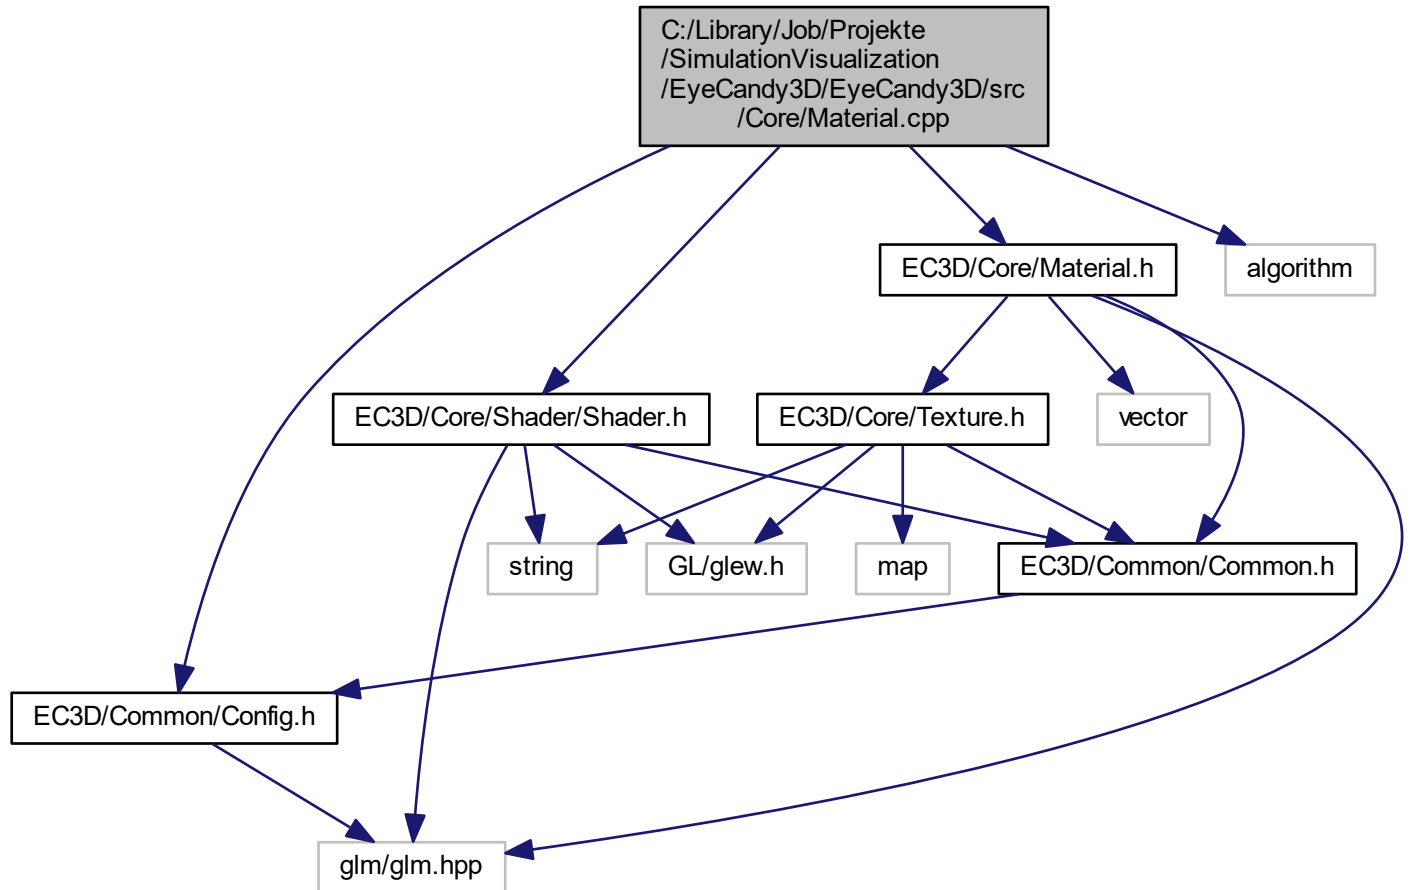 C:/Library/Job/Projekte
/SimulationVisualization
/EyeCandy3D/EyeCandy3D/src
/Core/Material.cpp
EC3D/Core/Material.h
algorithm
EC3D/Core/Shader/Shader.h
EC3D/Core/Texture.h
vector
string
GL/glew.h
map
EC3D/Common/Common.h
EC3D/Common/Config.h
glm/glm.hpp